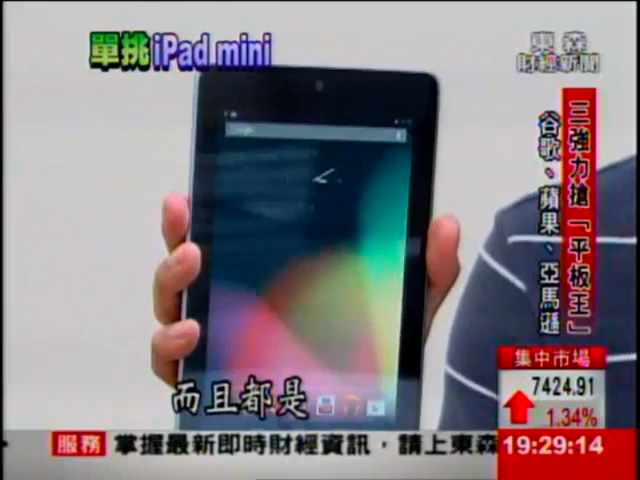 單挑iPad mini
東森
財經新聞
三強力搶「平板王」
谷歌、蘋果、亞馬遜
集中市場
7424.91
1.34%
而且都是
服務 掌握最新即時財經資訊，請上東森
19:29:14